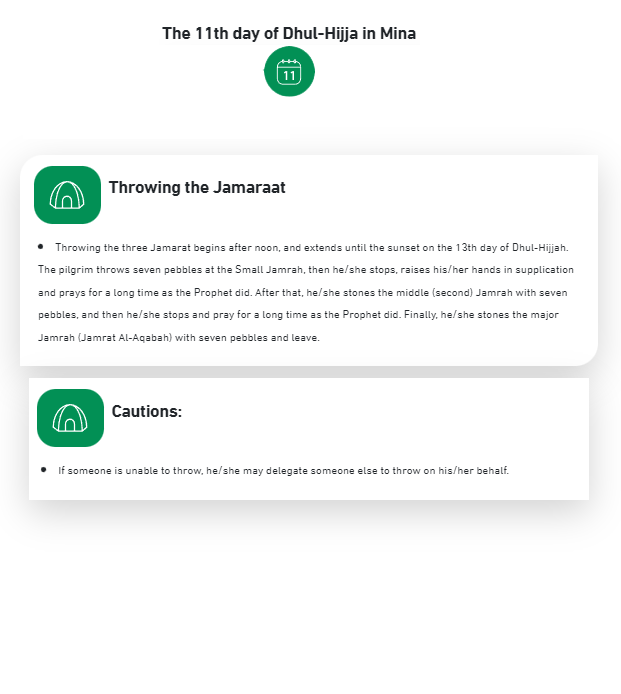 The 11th day of Dhul-Hijja in Mina
11
Throwing the Jamaraat
• Throwing the three Jamarat begins after noon, and extends until the sunset on the 13th day of Dhul-Hijjah.
The pilgrim throws seven pebbles at the Small Jamrah, then he/she stops, raises his/her hands in supplication
and prays for a long time as the Prophet did. After that, he/she stones the middle (second) Jamrah with seven
pebbles, and then he/she stops and pray for a long time as the Prophet did. Finally, he/she stones the major
Jamrah (Jamrat Al-Aqabah) with seven pebbles and leave.
Cautions:
• If someone is unable to throw, he/she may delegate someone else to throw on his/her behalf.